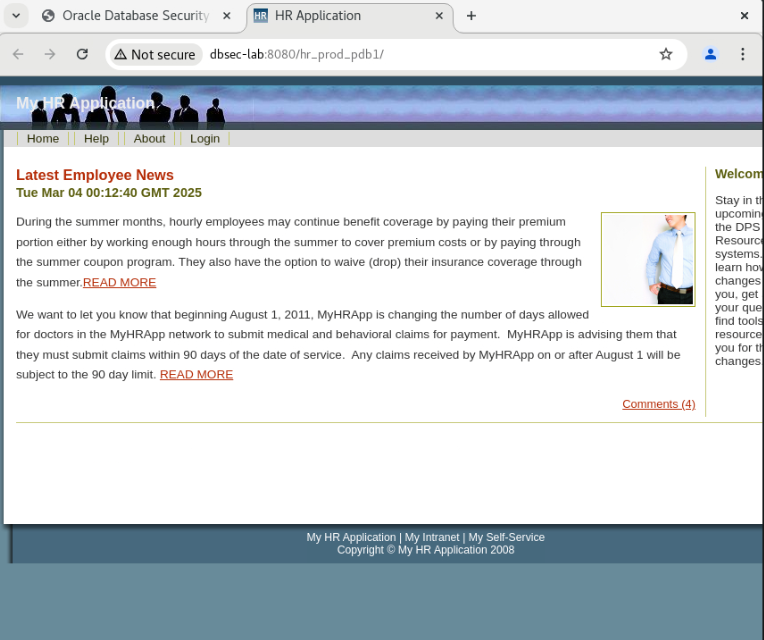 Oracle Database Security
HR Application
Not secure
dbsec-lab:8080/hr_prod_pdb1/
My HR Application
Home
Help
About
Login
Latest Employee News
Tue Mar 04 00:12:40 GMT 2025
During the summer months, hourly employees may continue benefit coverage by paying their premium
portion either by working enough hours through the summer to cover premium costs or by paying through
the summer coupon program. They also have the option to waive (drop) their insurance coverage through
the summer.READ MORE
We want to let you know that beginning August 1, 2011, MyHRApp is changing the number of days allowed
for doctors in the MyHRApp network to submit medical and behavioral claims for payment.  MyHRApp is advising them that
they must submit claims within 90 days of the date of service.  Any claims received by MyHRApp on or after August 1 will be
subject to the 90 day limit. READ MORE
Comments (4)
Welcom
Stay in th
upcoming
the DPS
Resource
systems.
learn how
changes
you, get
your que
find tools
resource
you for th
changes.
My HR Application | My Intranet | My Self-Service
Copyright © My HR Application 2008